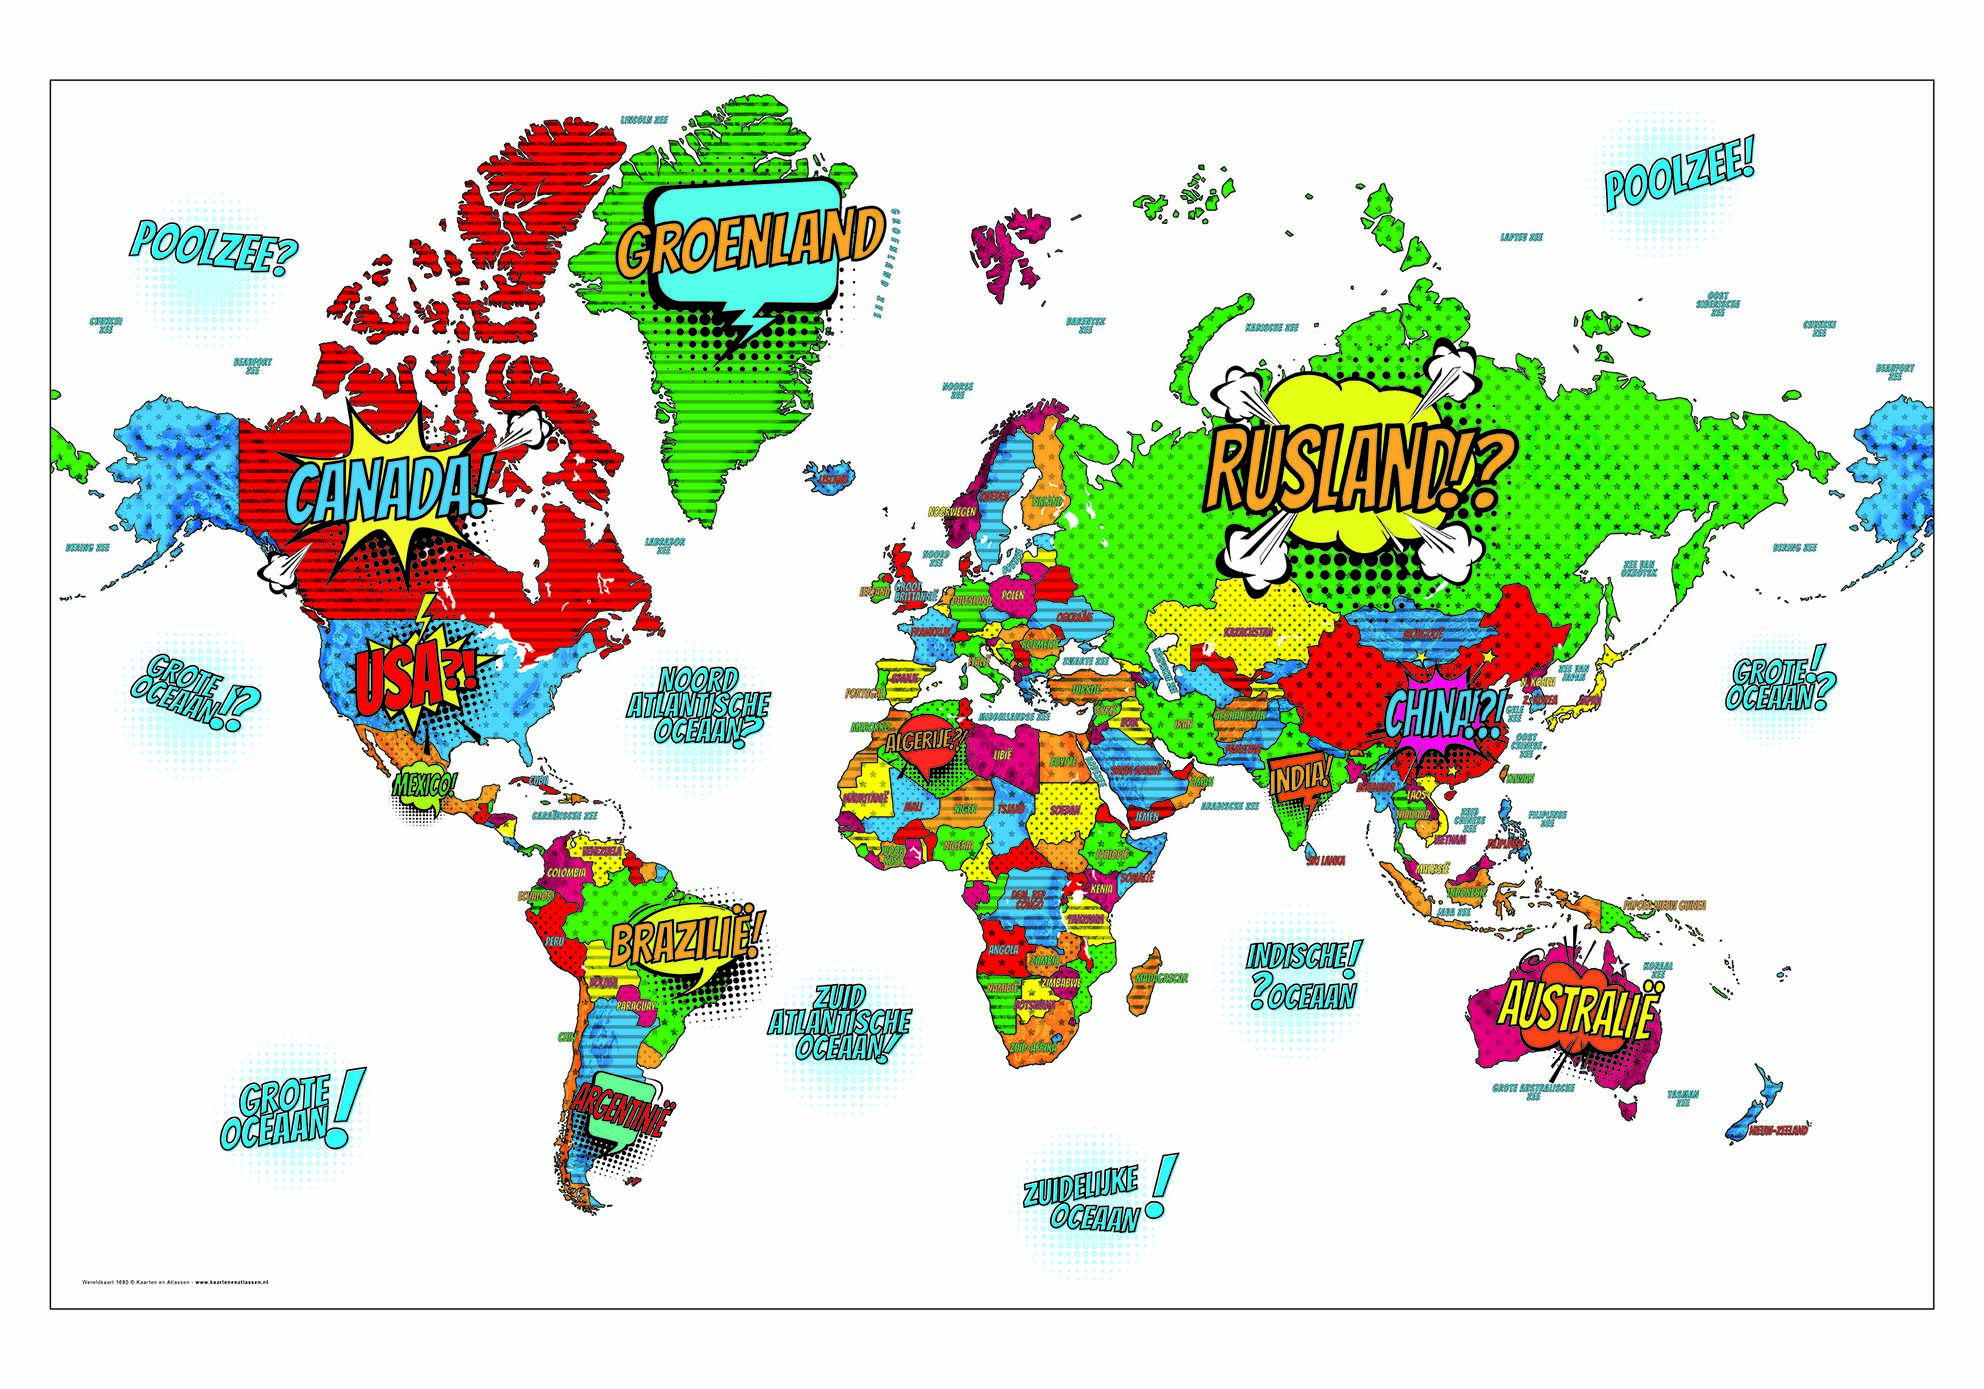 LINCOLN ZEE
POOLZEE!
GROENLAND
GROENLAND ZEE
POOLZEE?
LAPTEV ZEE
OOST
SIBERISCHE
ZEE
CHUKCHI
ZEE
CHUKCHI
ZEE
BARENTSZ
ZEE
KARISCHE ZEE
BEAUFORT
ZEE
BEAUFORT
ZEE
NOORSE
ZEE
CANADA!
RUSLAND!?
IJSLAND
ZWEDEN
FINLAND
NOORWEGEN
BERING ZEE
LABRADOR
ZEE
NOORD
ZEE
BERING ZEE
ZEE VAN
OKHOTSK
IERLAND
GROOT
BRITTANNIË
DUITSLAND
POLEN
OEKRAÏNE
FRANKRIJK
ROEMENIË
KAZACHSTAN
MONGOLIË
USA?!
ITALIË
ZWARTE ZEE
SPANJE
PORTUGAL
TURKIJE
GROTE
OCEAAN!?
NOORD
ATLANTISCHE
OCEAAN?
GROTE!
OCEAAN?
CHINA!?!
N. KOREA
Z. KOREA
ZEE VAN
JAPAN
JAPAN
GELE
ZEE
OOST
CHINESE
ZEE
MIDDELLANDSE ZEE
MAROKKO
ALGERIJE?!
LIBIË
EGYPTE
SYRIË
IRAK
IRAN
AFGHANISTAN
PAKISTAN
SAUDI ARABIË
OMAN
JEMEN
INDIA!
MEXICO!
CUBA
CARAÏBISCHE ZEE
MAURITANIË
MALI
NIGER
TSJAAD
SOEDAN
ARABISCHE ZEE
LAOS
THAILAND
VIETNAM
TAIWAN
ZUID
CHINESE
ZEE
FILIPIJNSE
ZEE
FILIPIJNEN
VENEZUELA
COLOMBIA
ECUADOR
PERU
BRAZILIË!
BOLIVIA
PARAGUAY
NIGERIA
ETHIOPIË
SOMALIË
KENIA
DEM. REP.
CONGO
TANZANIA
ANGOLA
ZAMBIA
NAMIBIË
ZIMBABWE
BOTSWANA
MADAGASCAR
ZUID-AFRIKA
SRI LANKA
MALEISIË
INDONESIË
JAVA ZEE
PAPOEA NIEUW GUINEA
INDISCHE!
?OCEAAN
KORAAL
ZEE
AUSTRALIË
ZUID
ATLANTISCHE
OCEAAN!
CHILI
ARGENTINIË
GROTE
OCEAAN!
GROTE AUSTRALISCHE
ZEE
TASMAN
ZEE
NIEUW-ZEELAND
ZUIDELIJKE
OCEAAN!
Wereldkaart 1690 © Kaarten en Atlassen - www.kaartenenatlassen.nl